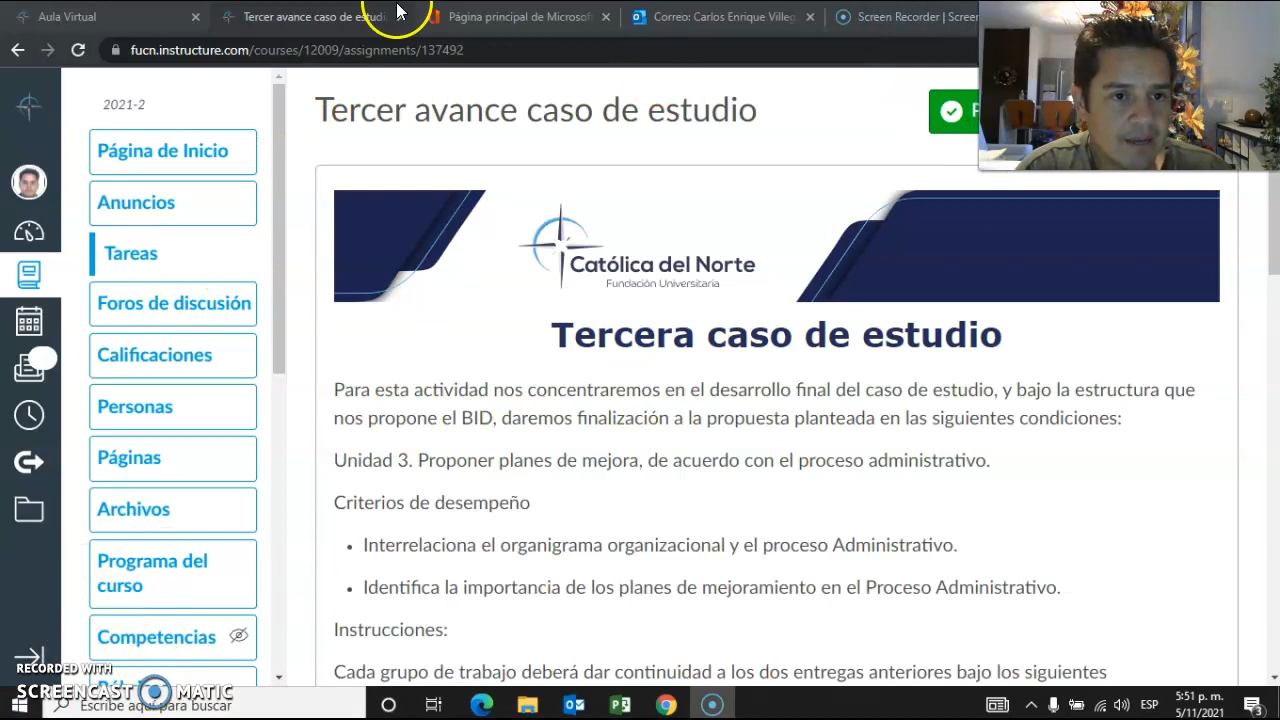 Aula Virtual
Tercer avance caso de estudi
Página principal de Microsof
Correo: Carlos Enrique Villeg
Screen Recorder | Screen
fucn.instructure.com/courses/12009/assignments/137492
2021-2
Página de Inicio
Anuncios
Tareas
Foros de discusión
Calificaciones
Personas
Páginas
Archivos
Programa del
curso
Competencias
Tercer avance caso de estudio
P
Católica del Norte
Fundación Universitaria
Tercera caso de estudio
Para esta actividad nos concentraremos en el desarrollo final del caso de estudio, y bajo la estructura que
nos propone el BID, daremos finalización a la propuesta planteada en las siguientes condiciones:
Unidad 3. Proponer planes de mejora, de acuerdo con el proceso administrativo.
Criterios de desempeño
• Interrelaciona el organigrama organizacional y el proceso Administrativo.
• Identifica la importancia de los planes de mejoramiento en el Proceso Administrativo.
Instrucciones:
Cada grupo de trabajo deberá dar continuidad a los dos entregas anteriores bajo los siguientes
RECORDED WITH
SCREENCAST MATIC
Escribe aquí para buscar
ESP
5:51 p. m.
5/11/2021
3